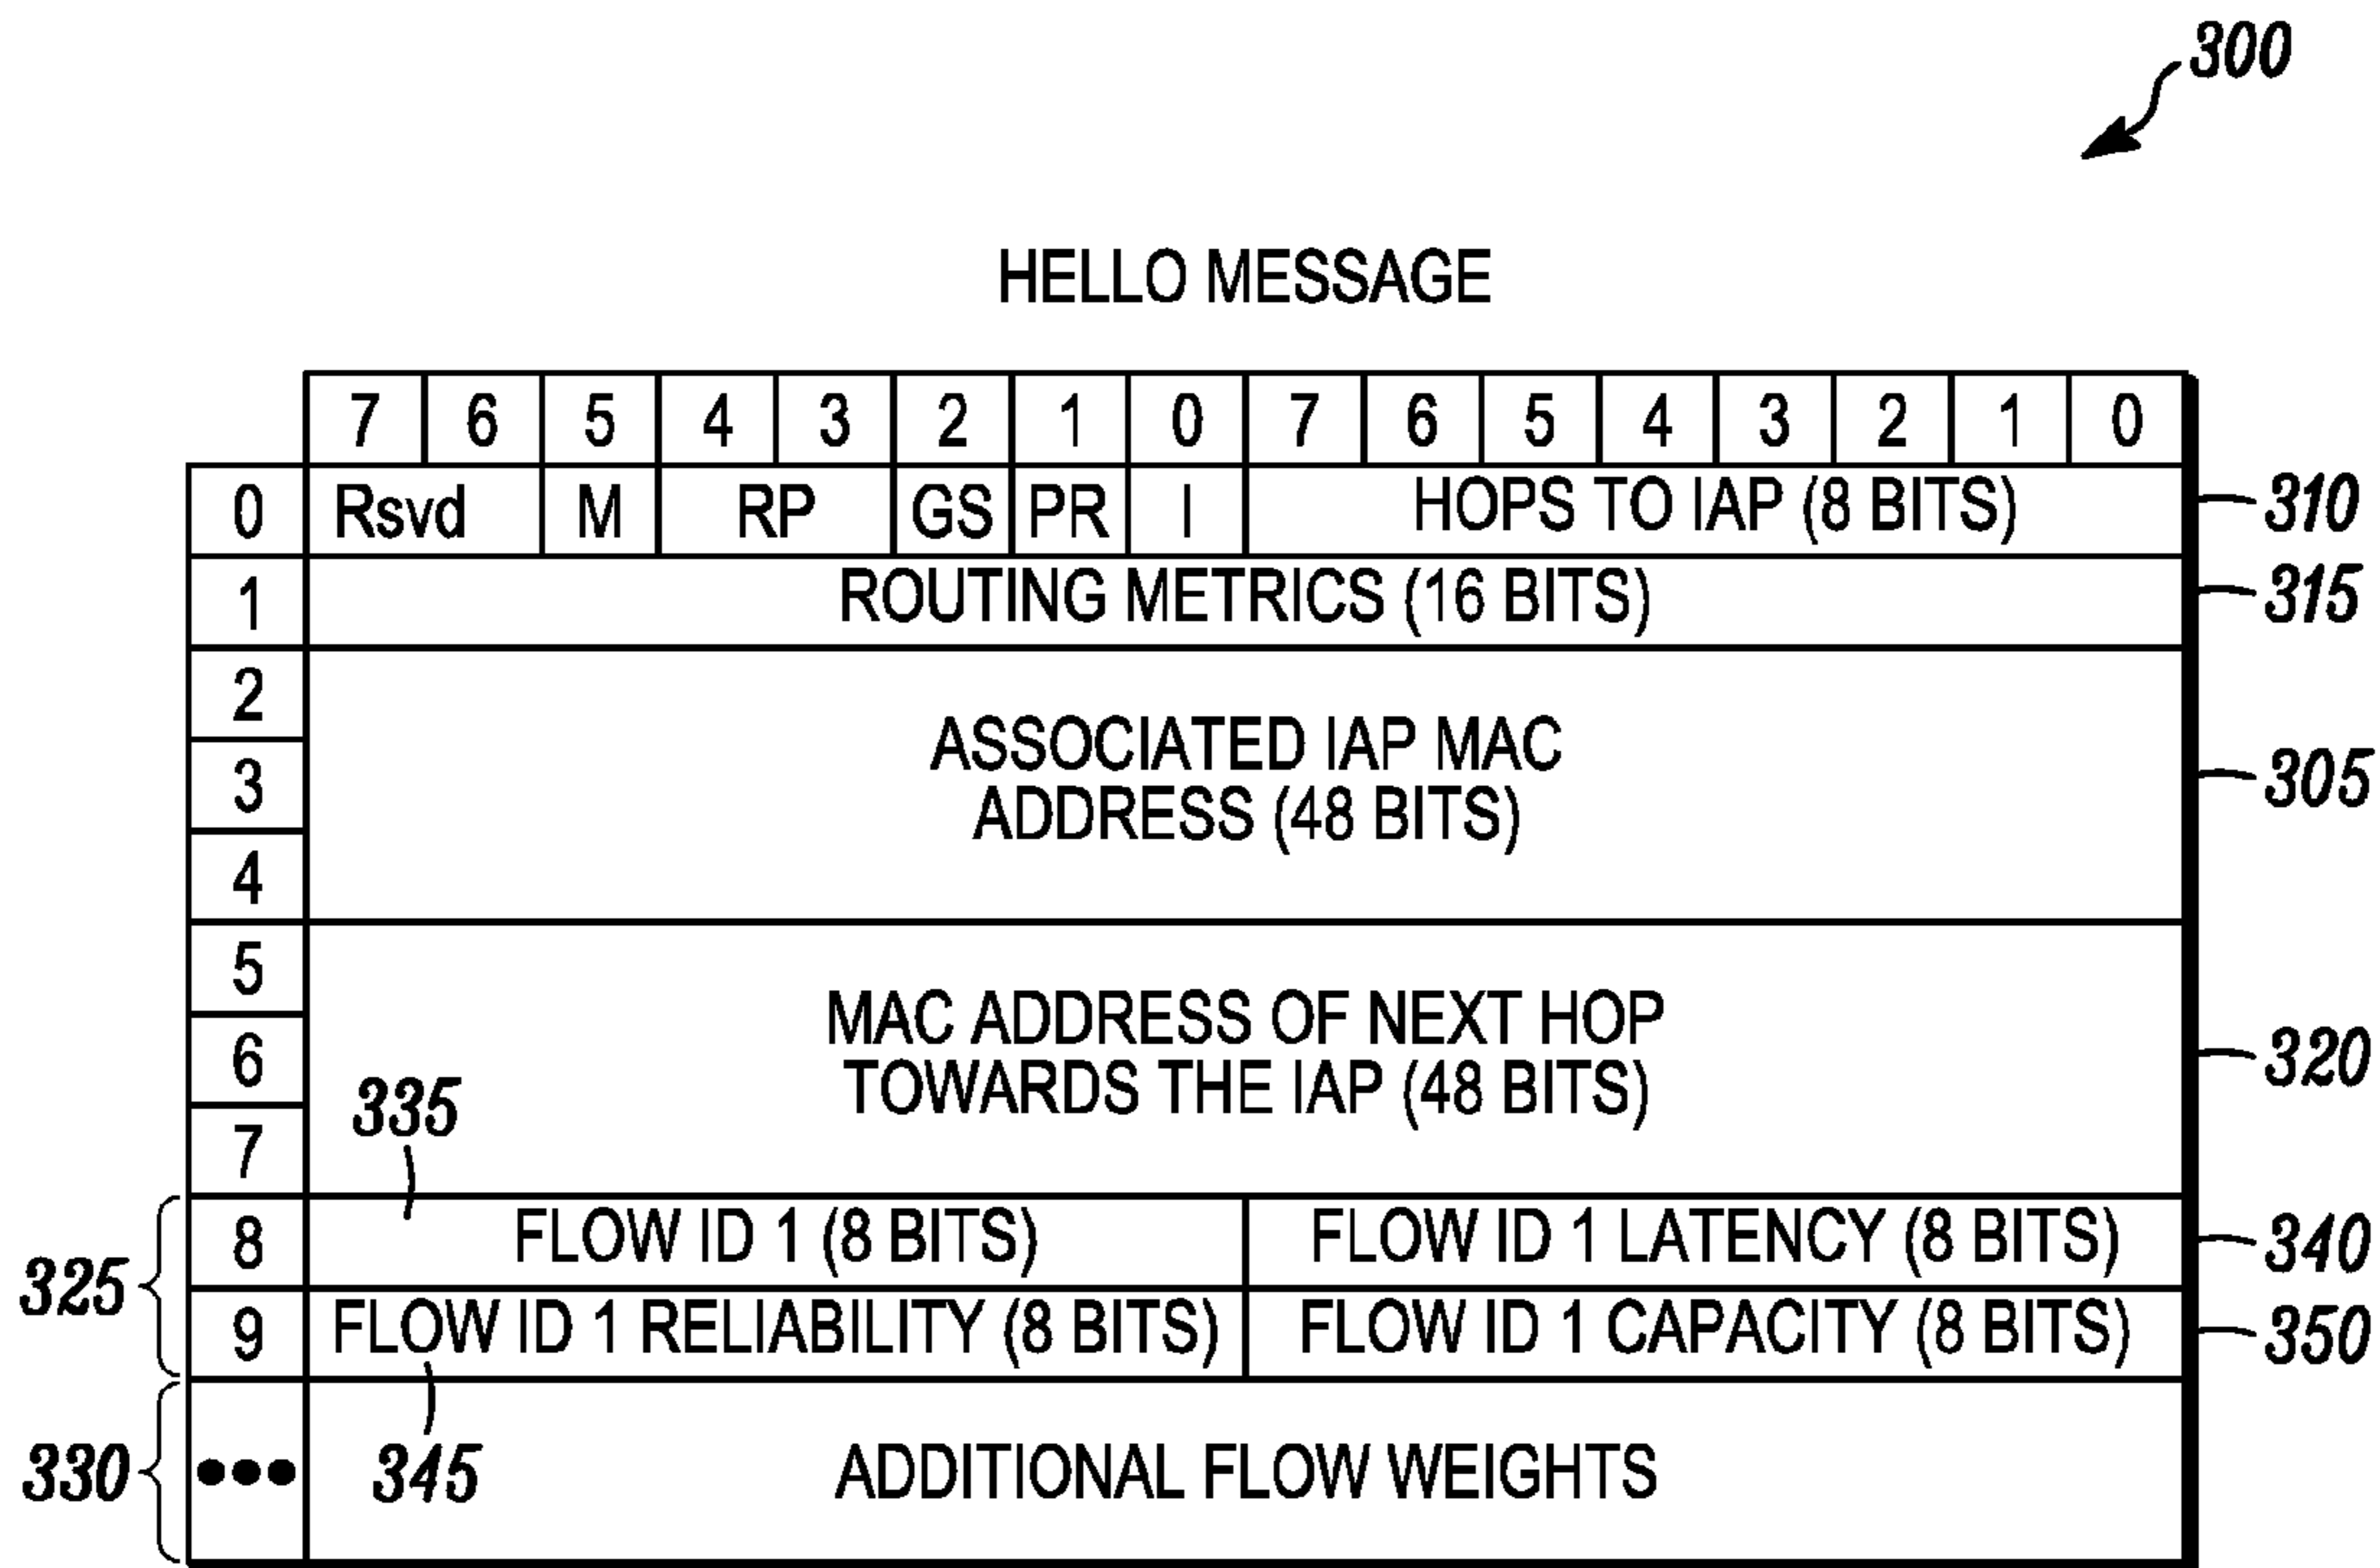 300
HELLO MESSAGE
7 6 5 4 3 2 1 0 7 6 5 4 3 2 1 0
0 Rsvd M RP GS PR I HOPS TO IAP (8 BITS) 310
1 ROUTING METRICS (16 BITS) 315
2
ASSOCIATED IAP MAC
3 305
ADDRESS (48 BITS)
4
5
MAC ADDRESS OF NEXT HOP
6 320
TOWARDS THE IAP (48 BITS)
335
7
8 FLOW ID 1 (8 BITS) FLOW ID 1 LATENCY (8 BITS) 340
325
9 FLOW ID 1 RELIABILITY (8 BITS) FLOW ID 1 CAPACITY (8 BITS) 350
330 ●●● 345 ADDITIONAL FLOW WEIGHTS